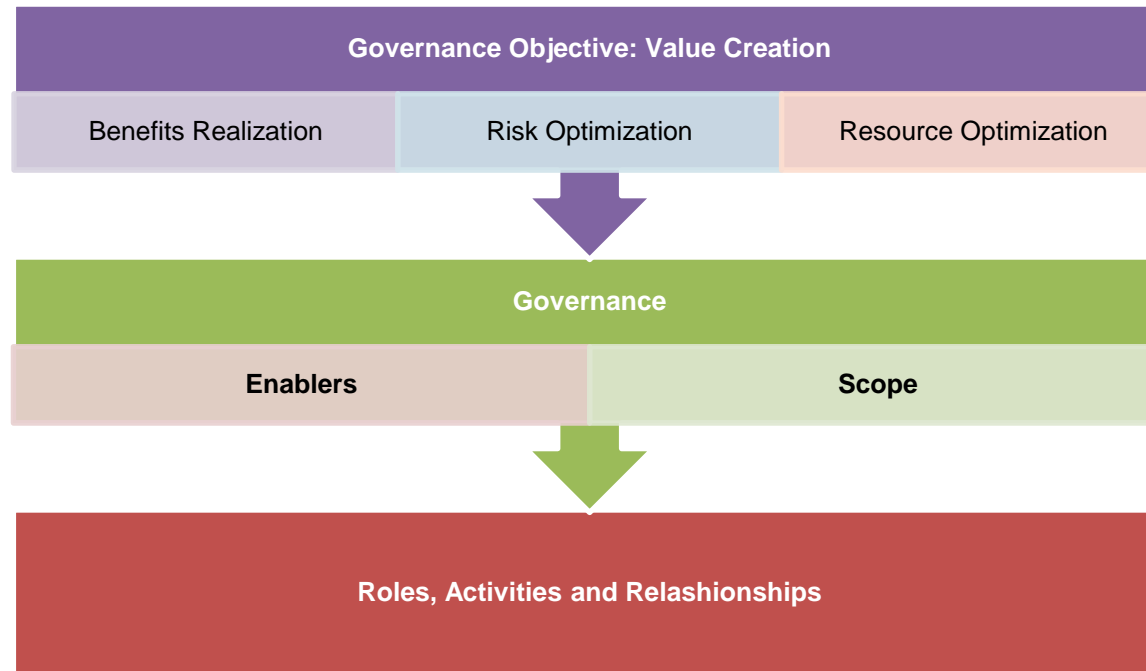 Governance Objective: Value Creation
Benefits Realization
Risk Optimization
Resource Optimization
Governance
Enablers
Scope
Roles, Activities and Relashionships